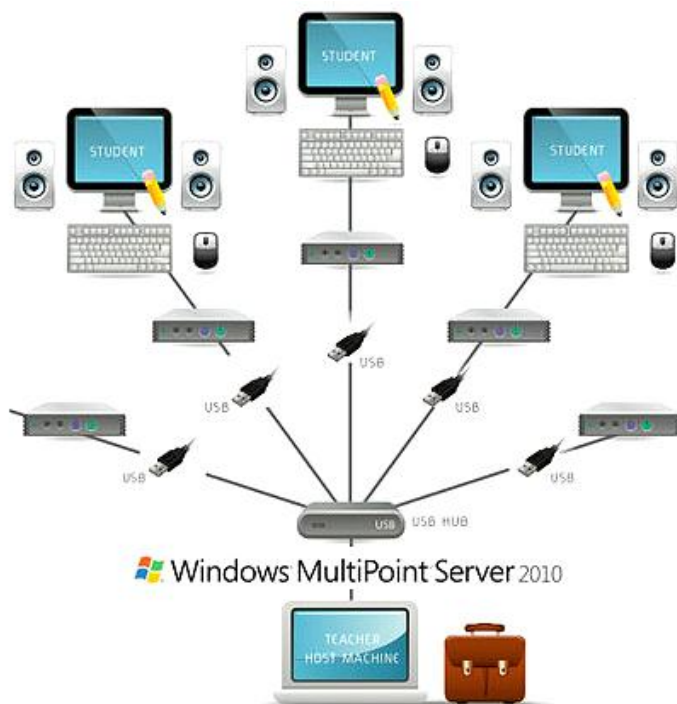 STUDENT
STUDENT
STUDENT
USB
USB
USB
USB
USB
USB
USB HUB
Windows MultiPoint Server 2010
TEACHER
HOST MACHINE